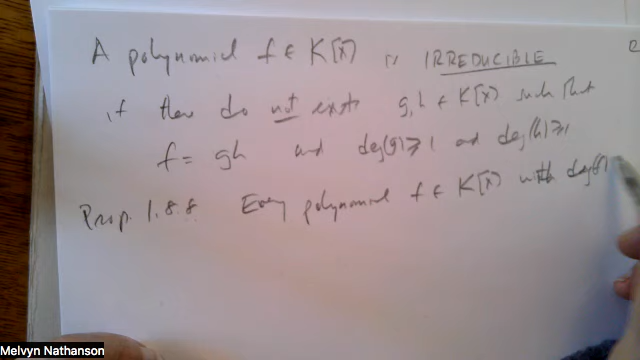 A polynomial f ∈ K[X] is IRREDUCIBLE
if there do not exist g, h ∈ K[X] such that
f = gh and deg(g) ≥ 1 and deg(h) ≥ 1
Prop. 1.8.8. Every polynomial f ∈ K[X] with deg(f)
Melvyn Nathanson